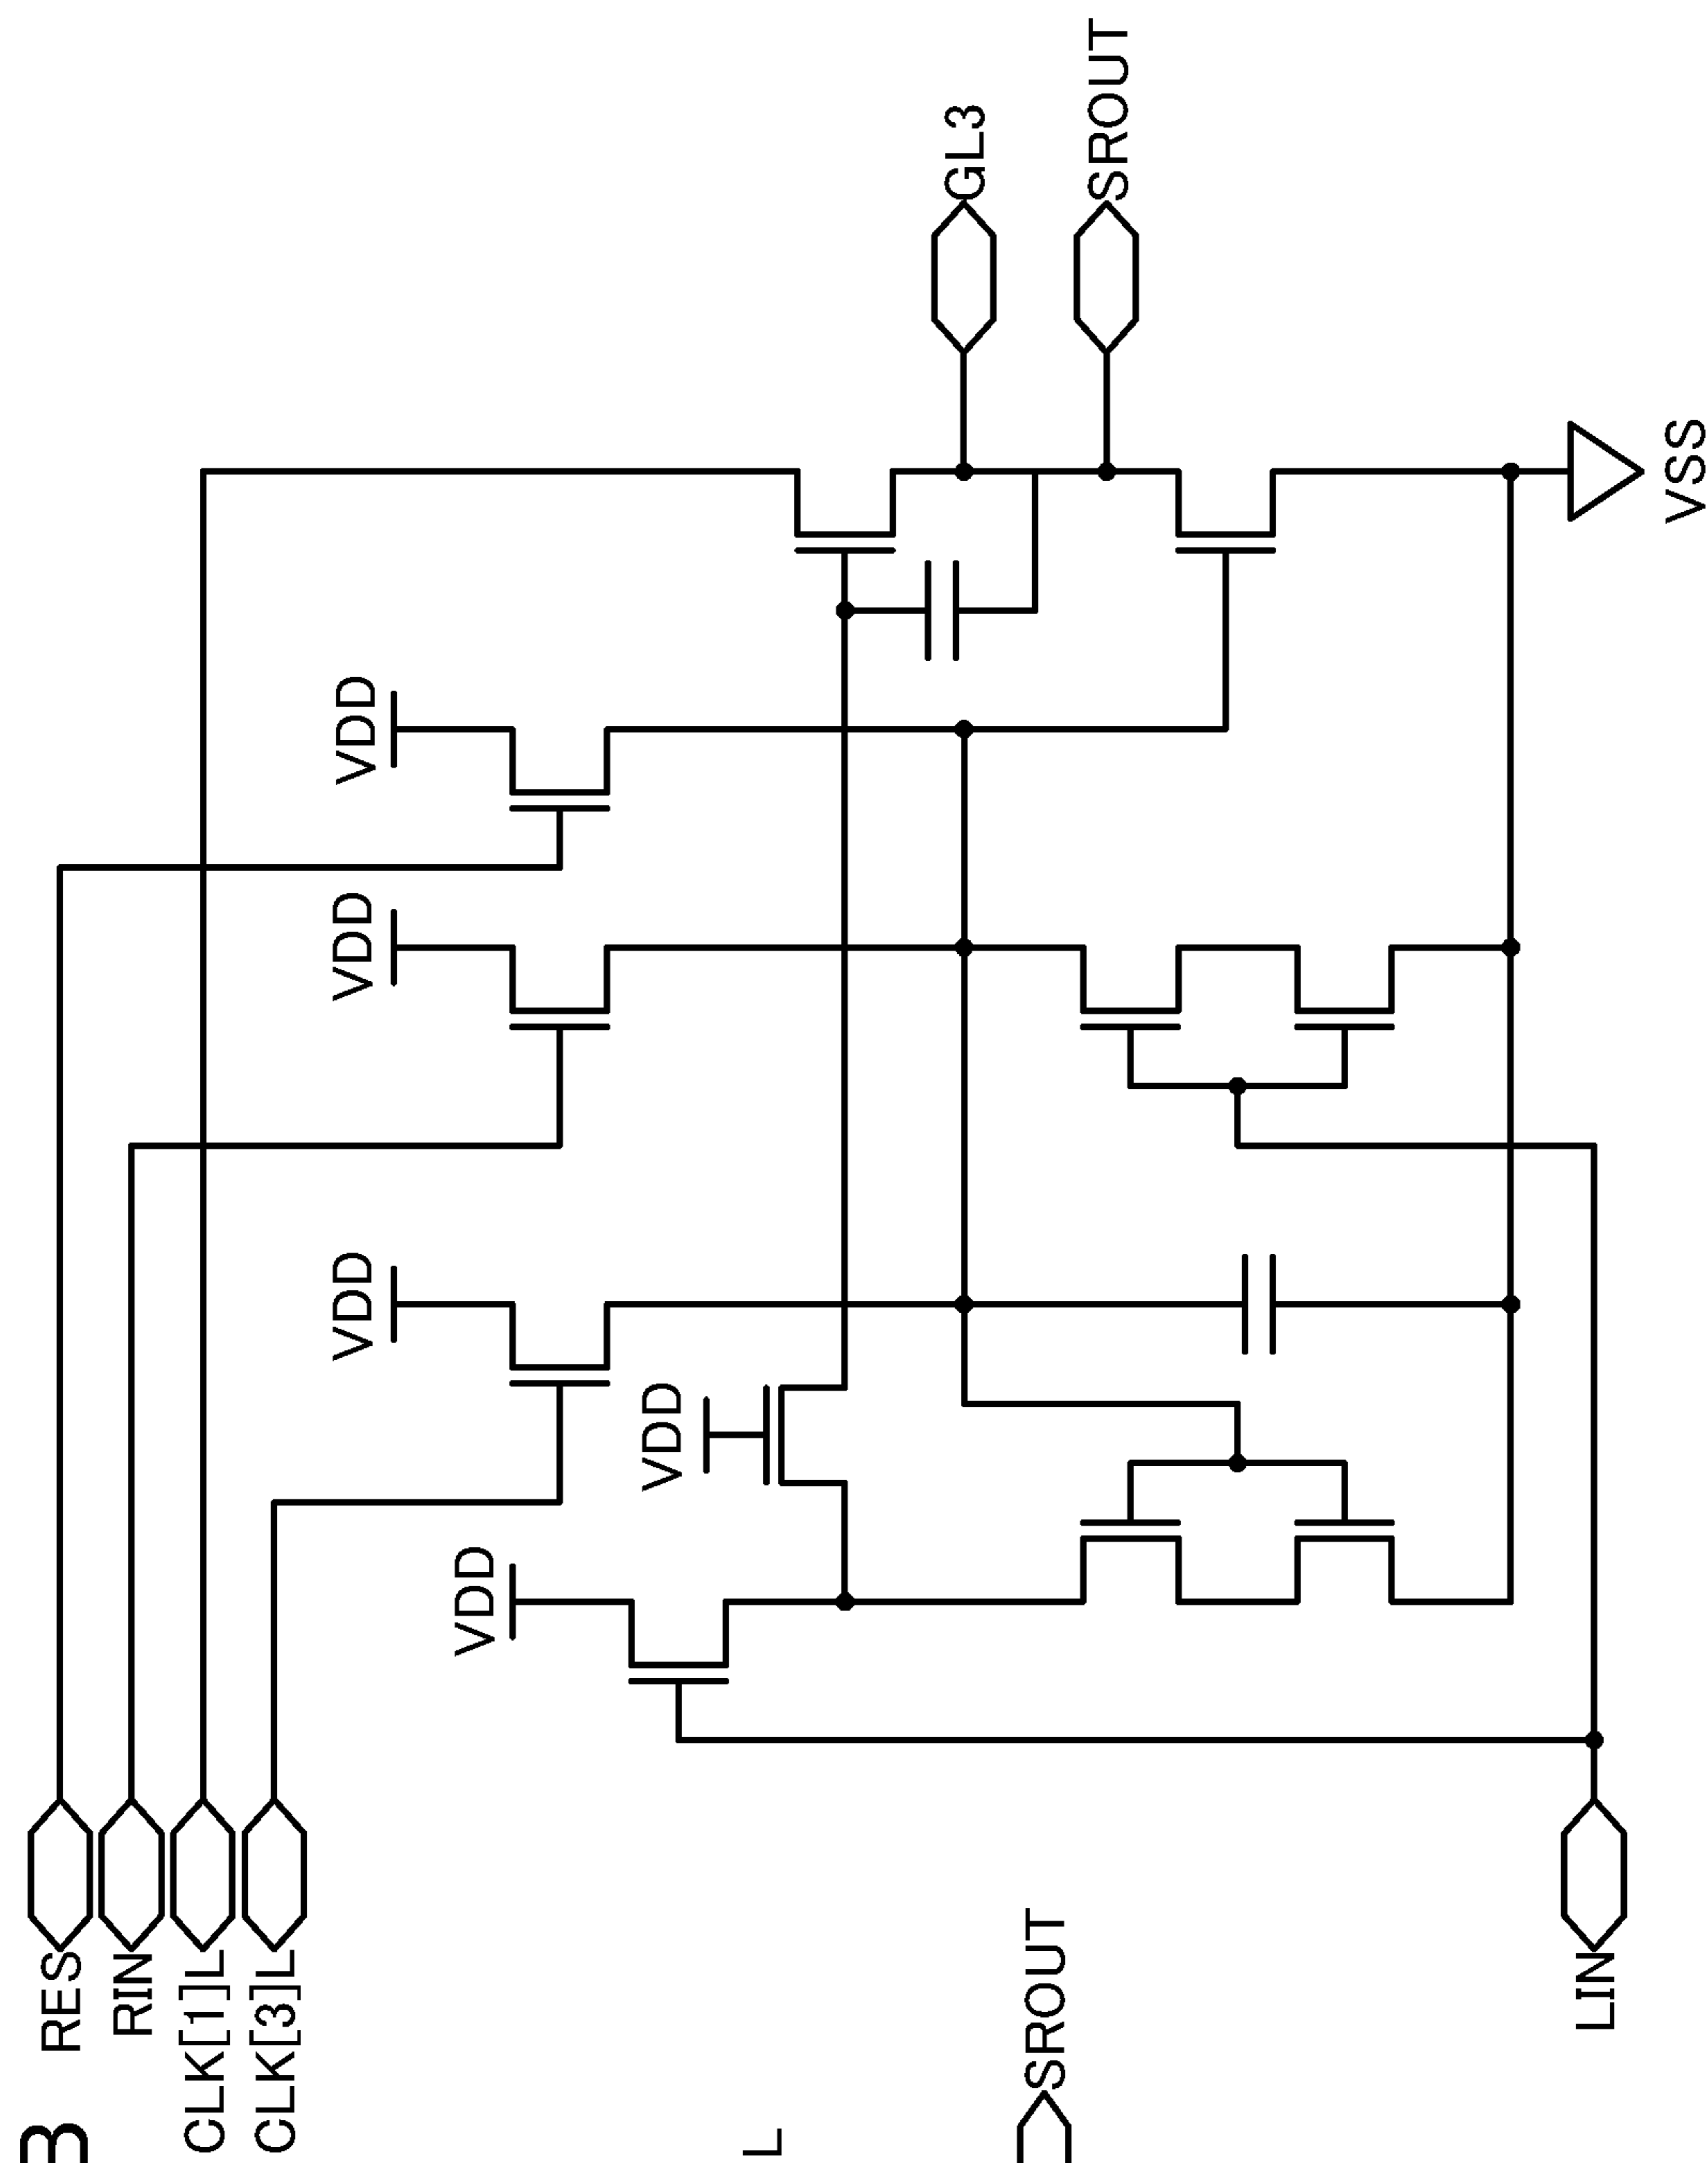 RES
RIN
CLK[1]L
CLK[3]L
VDD
VDD
VDD
VDD
VDD
L
GL3
SROUT
SROUT
LIN
VSS